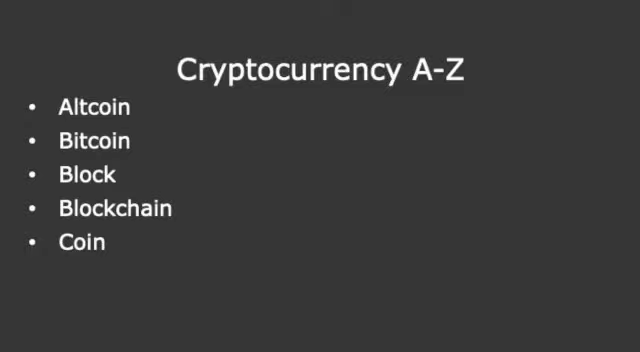 Cryptocurrency A-Z
• Altcoin
• Bitcoin
• Block
• Blockchain
• Coin